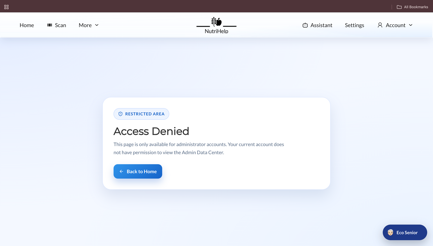 All Bookmarks
Home Scan More NutriHelp Assistant Settings Account
RESTRICTED AREA
Access Denied
This page is only available for administrator accounts. Your current account does
not have permission to view the Admin Data Center.
Back to Home
Eco Senior